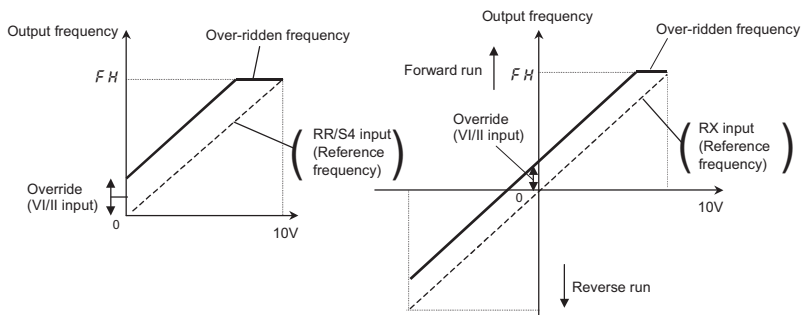 Output frequency
Over-ridden frequency
FH
RR/S4 input
(Reference
frequency)
Override
(VI/II input)
0
10V
Output frequency
Over-ridden frequency
Forward run
FH
Override
(VI/II input)
RX input
(Reference
frequency)
0
10V
Reverse run